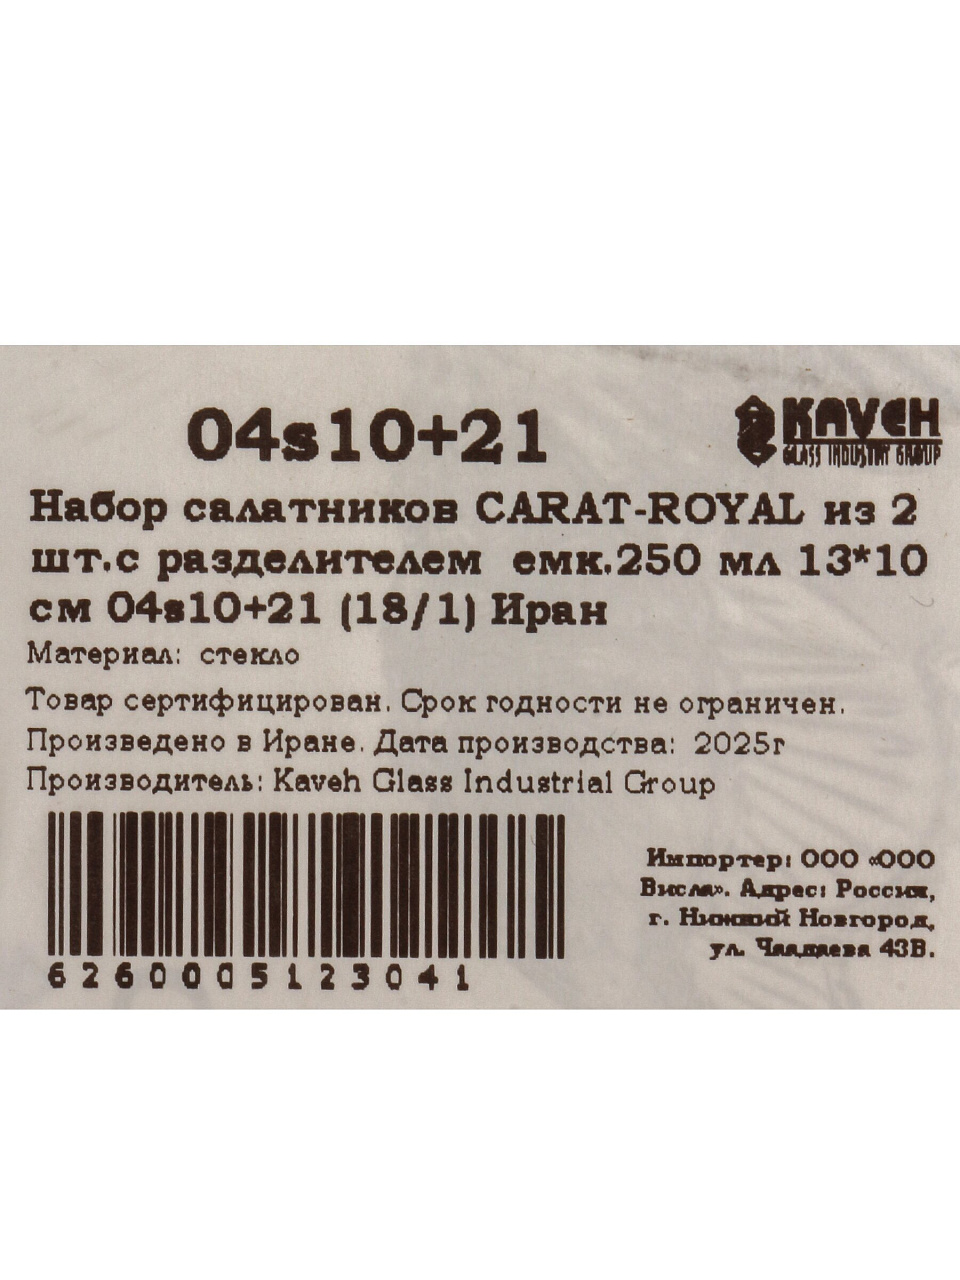 04s10+21
KAVEH
GLASS INDUSTRY GROUP
Набор салатников CARAT-ROYAL из 2
шт.с разделителем емк.250 мл 13*10
см 04s10+21 (18/1) Иран
Материал: стекло
Товар сертифицирован. Срок годности не ограничен.
Произведено в Иране. Дата производства: 2025г
Производитель: Kaveh Glass Industrial Group
Импортер: ООО «ООО
Висла». Адрес: Россия,
г. Нижний Новгород,
ул. Чаадаева 43В.
6260005123041